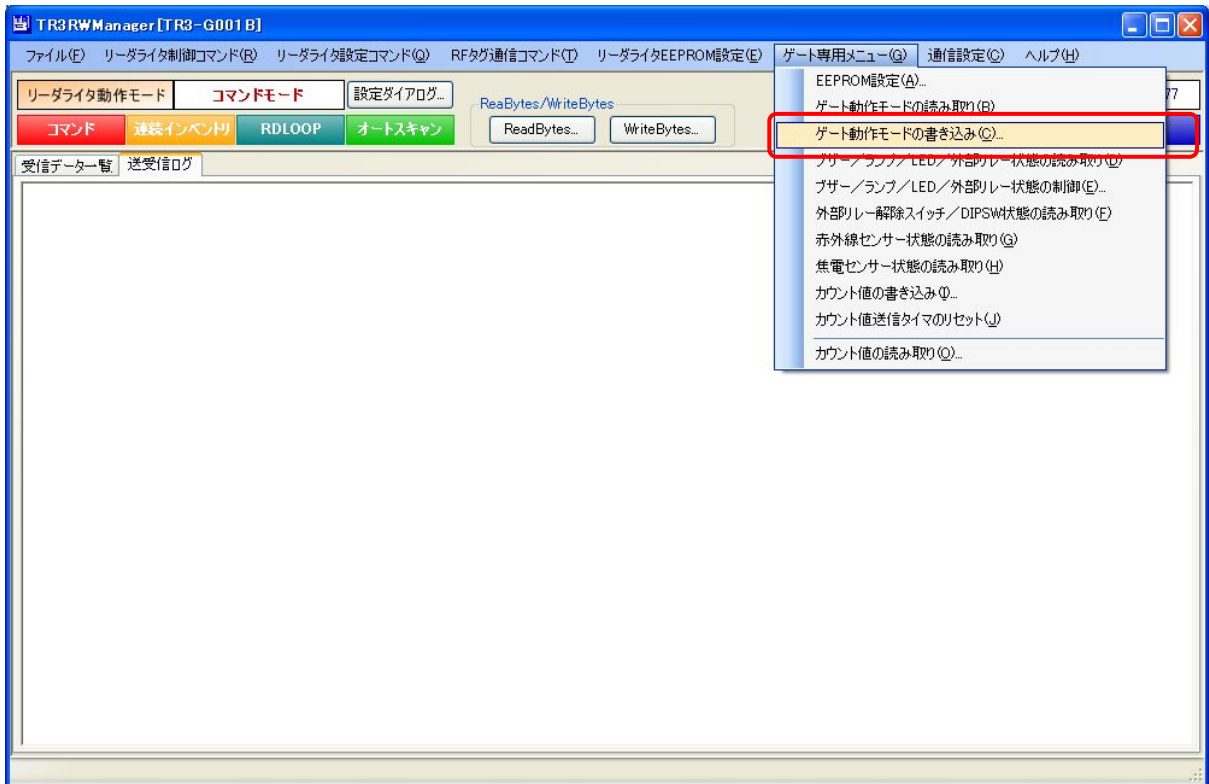 TR3RWManager[TR3-G001B]
ファイル(F) リーダライタ制御コマンド(R) リーダライタ設定コマンド(Q) RFタグ通信コマンド(T) リーダライタEEPROM設定(E) ゲート専用メニュー(G) 通信設定(C) ヘルプ(H)
リーダライタ動作モード コマンドモード 設定ダイアログ... ReaBytes/WriteBytes
コマンド 連続インベントリ RDLOOP オートスキャン ReadBytes... WriteBytes...
受信データ一覧 送受信ログ
EEPROM設定(A)...
ゲート動作モードの読み取り(B)
ゲート動作モードの書き込み(C)...
ブザー／ランプ／LED／外部リレー状態の読み取り(D)
ブザー／ランプ／LED／外部リレー状態の制御(E)...
外部リレー解除スイッチ／DIPSW状態の読み取り(F)
赤外線センサー状態の読み取り(G)
焦電センサー状態の読み取り(H)
カウント値の書き込み(I)...
カウント値送信タイマのリセット(J)
カウント値の読み取り(O)...